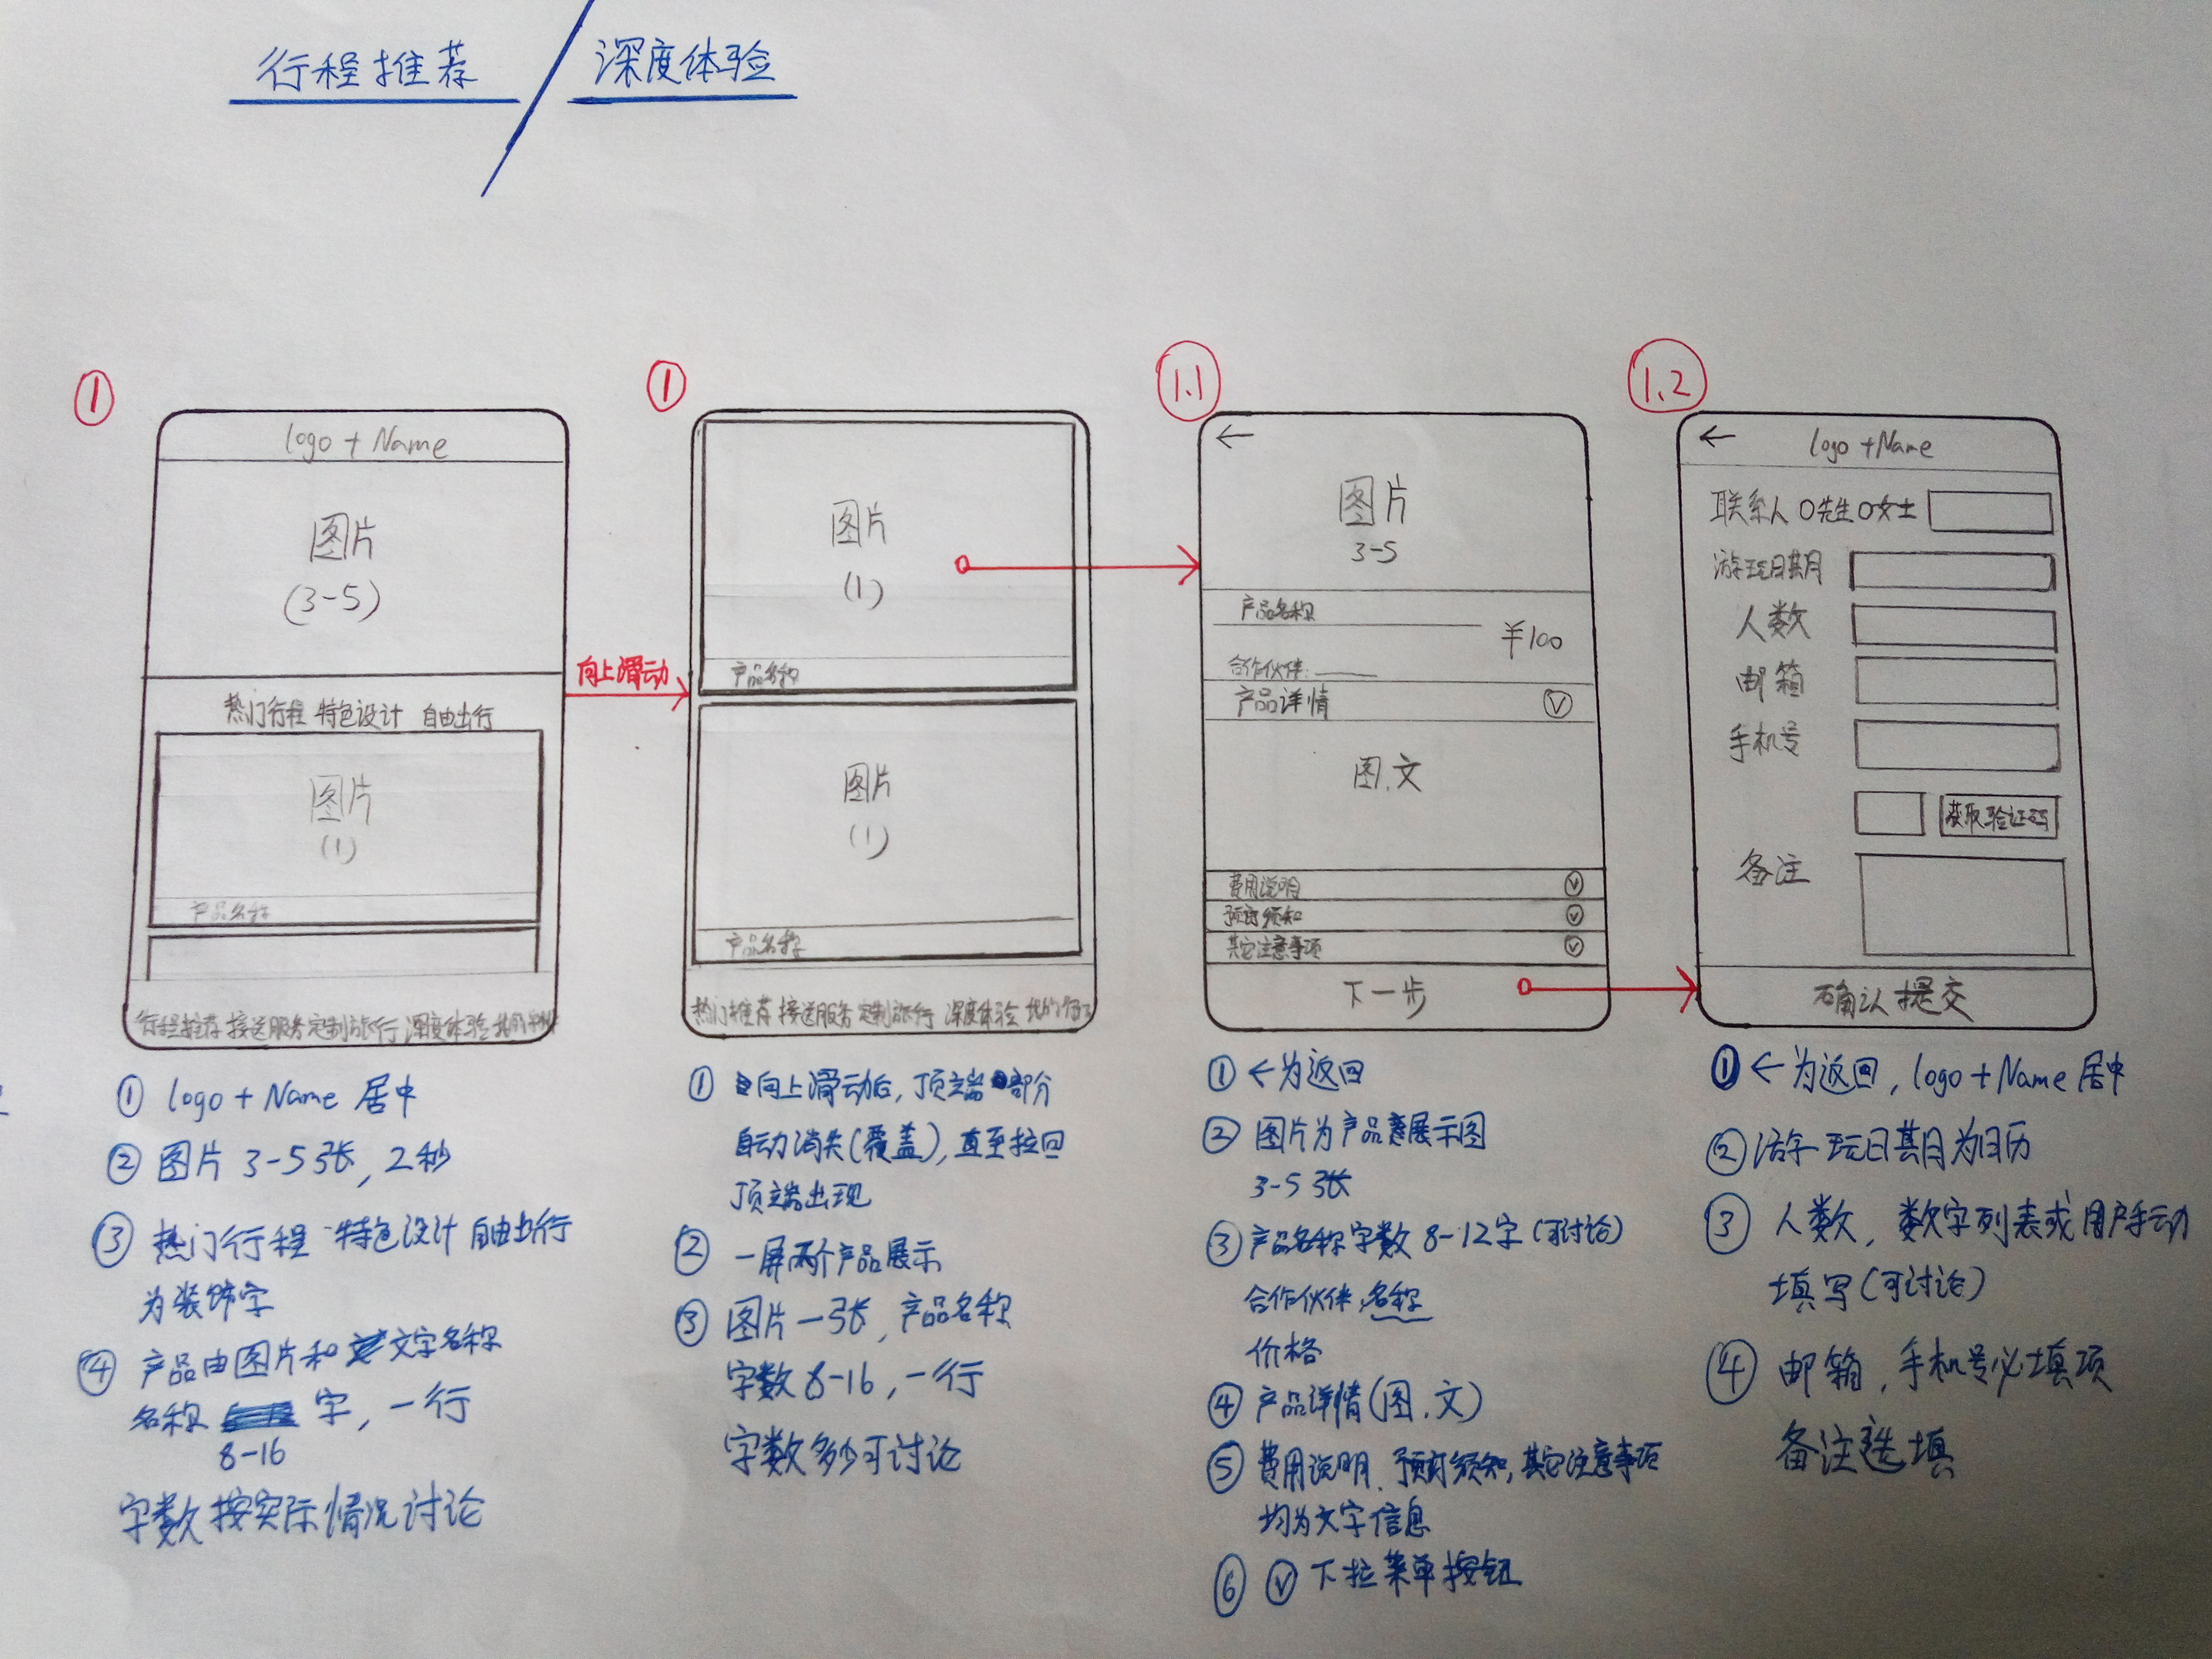 行程推荐 / 深度体验
①
logo + Name
图片
(3-5)
热门行程 特色设计 自由出行
图片
(1)
产品名称
行程推荐 接送服务 定制旅行 深度体验
向上滑动
①
图片
(1)
产品名称
图片
(1)
产品名称
热门推荐 接送服务 定制旅行 深度体验 我的
1.1
←
图片
3-5
产品名称
¥100
合作伙伴:
产品详情
图.文
费用说明
预订须知
其它注意事项
下一步
1.2
← logo + Name
联系人 ○先生 ○女士
游玩日期
人数
邮箱
手机号
获取验证码
备注
确认提交
① logo + Name 居中
② 图片 3-5张, 2秒
③ 热门行程 特色设计 自由出行
为装饰字
④ 产品由图片和文字名称
名称 字, 一行
8-16
字数按实际情况讨论
① 向上滑动后, 顶端部分
自动消失(覆盖), 直至拉回
顶端出现
② 一屏两个产品展示
③ 图片一张, 产品名称
字数 8-16, 一行
字数多少可讨论
① ←为返回
② 图片为产品展示图
3-5张
③ 产品名称字数 8-12字(可讨论)
合作伙伴,名称
价格
④ 产品详情(图.文)
⑤ 费用说明、预订须知, 其它注意事项
均为文字信息
⑥ Ⓥ 下拉菜单按钮
① ←为返回, logo + Name 居中
② 游玩日期为日历
③ 人数, 数字列表或用户手动
填写(可讨论)
④ 邮箱, 手机号必填项
备注选填